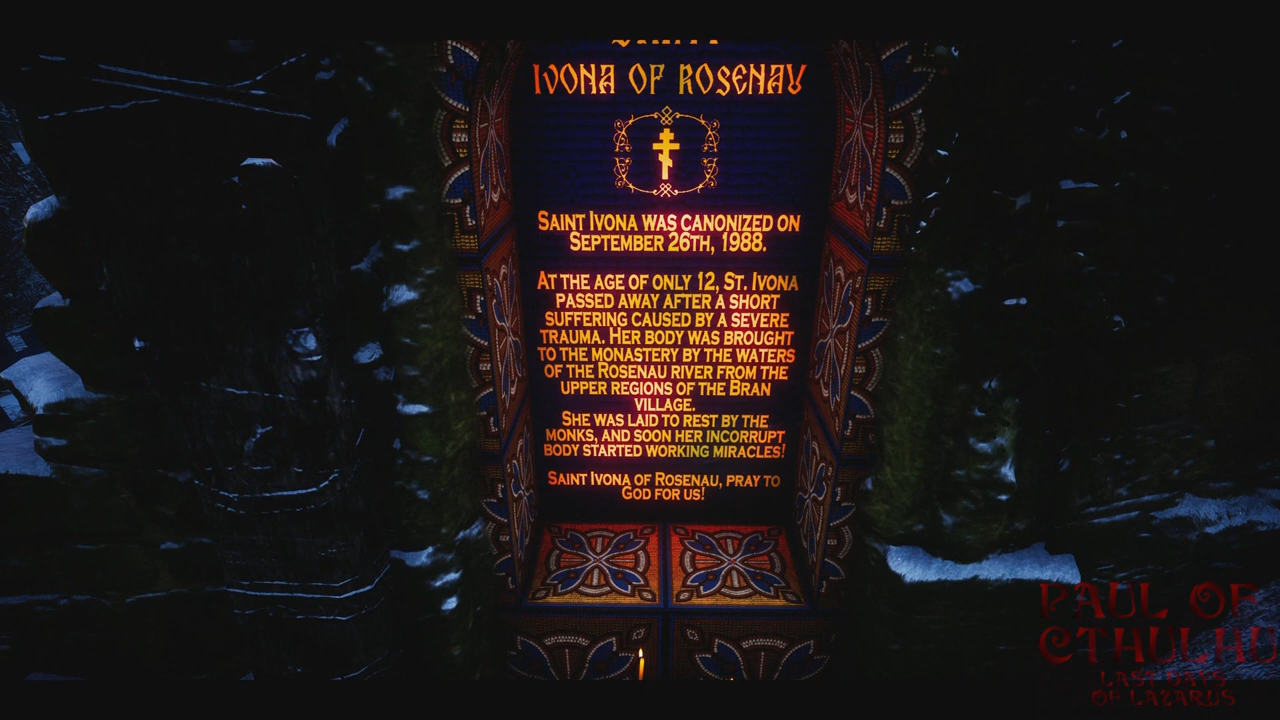 IVONA OF ROSENAU
SAINT IVONA WAS CANONIZED ON
SEPTEMBER 26TH, 1988.
AT THE AGE OF ONLY 12, ST. IVONA
PASSED AWAY AFTER A SHORT
SUFFERING CAUSED BY A SEVERE
TRAUMA. HER BODY WAS BROUGHT
TO THE MONASTERY BY THE WATERS
OF THE ROSENAU RIVER FROM THE
UPPER REGIONS OF THE BRAN
VILLAGE.
SHE WAS LAID TO REST BY THE
MONKS, AND SOON HER INCORRUPT
BODY STARTED WORKING MIRACLES!
SAINT IVONA OF ROSENAU, PRAY TO
GOD FOR US!
PAUL OF
CTHULHU
LAST DAYS
OF LAZARUS